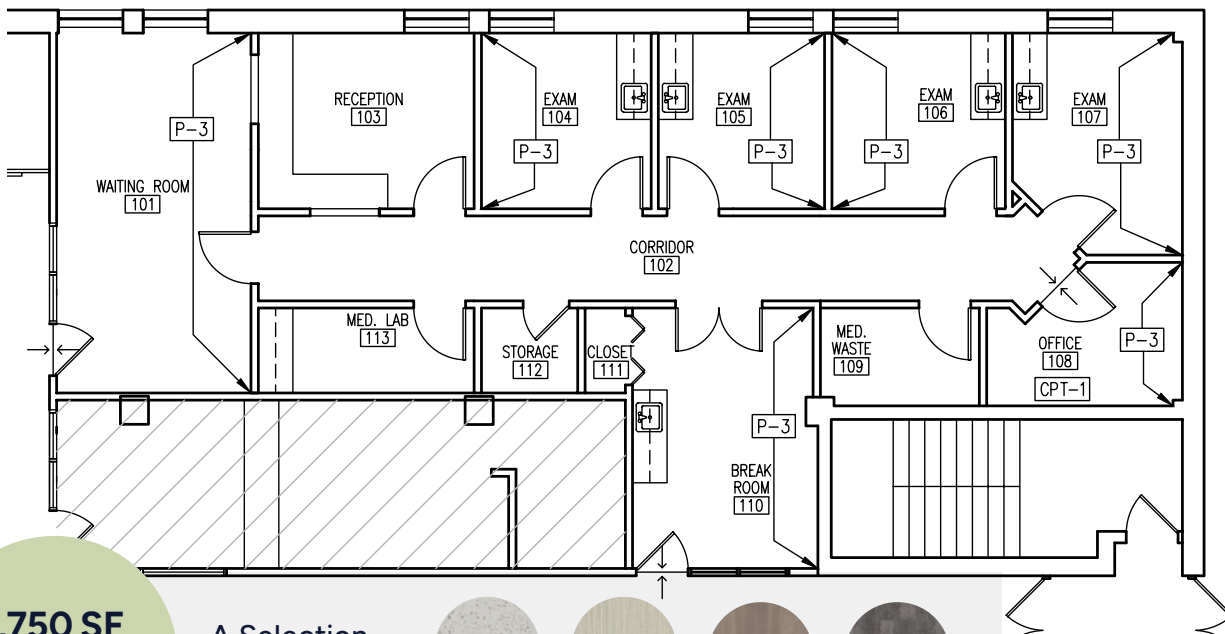 RECEPTION
103
EXAM
104
EXAM
105
EXAM
106
EXAM
107
P-3
P-3
P-3
P-3
P-3
WAITING ROOM
101
CORRIDOR
102
MED. LAB
113
STORAGE
112
CLOSET
111
MED.
WASTE
109
OFFICE
108
CPT-1
P-3
P-3
BREAK
ROOM
110
,750 SF
A Selection